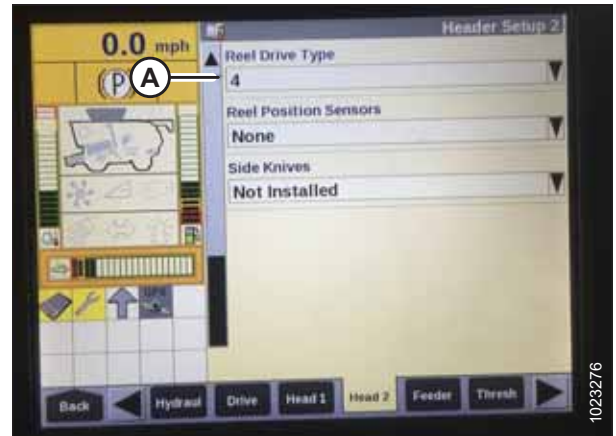 Header Setup 2
0.0 mph
(P)
A
Reel Drive Type
4
Reel Position Sensors
None
Side Knives
Not Installed
Back
Hydraul
Drive
Head 1
Head 2
Feeder
Thresh
1023276